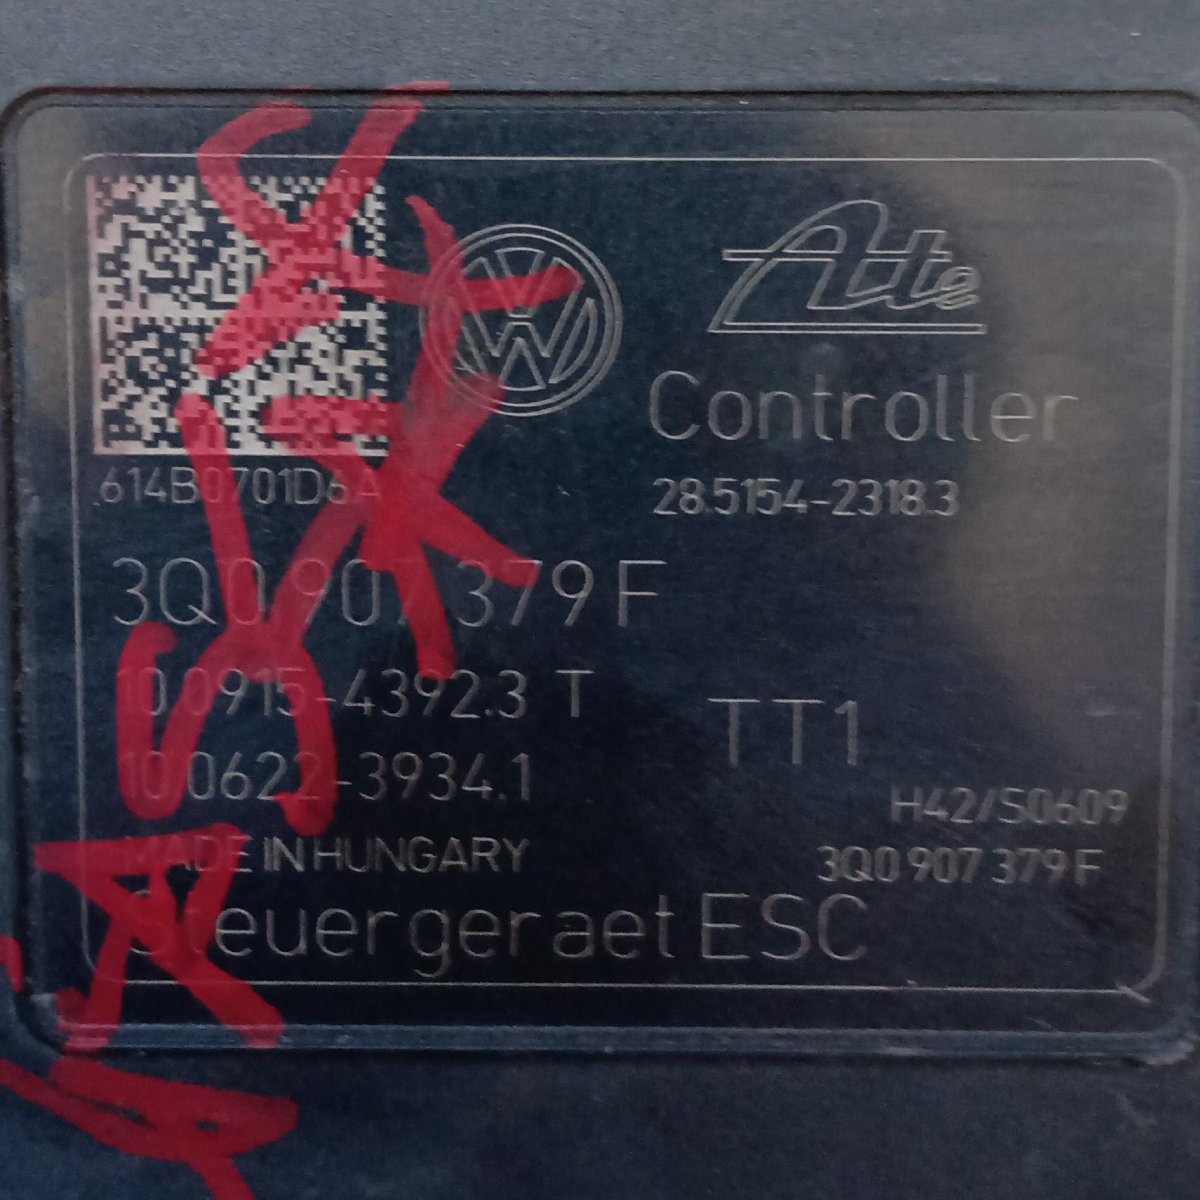 Ate
Controller
614B0701D6A
28.5154-2318.3
3Q0 907 379 F
10.0915-4392.3 T
TT1
10.0622-3934.1
H42/S0609
MADE IN HUNGARY
3Q0 907 379 F
Steuergeraet ESC